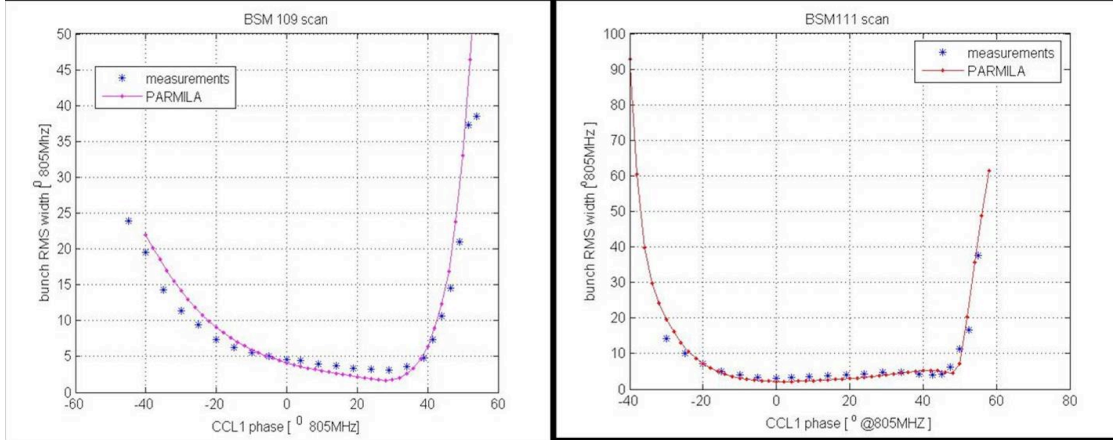 BSM 109 scan
50
45
40
35
30
25
20
15
10
5
0
bunch RMS width [° 805Mhz]
measurements
PARMILA
-60 -40 -20 0 20 40 60
CCL1 phase [ ⁰ 805MHz]
BSM111 scan
100
90
80
70
60
50
40
30
20
10
0
bunch RMS width [°805MHz]
measurements
PARMILA
-40 -20 0 20 40 60 80
CCL1 phase [ ° @805MHZ ]